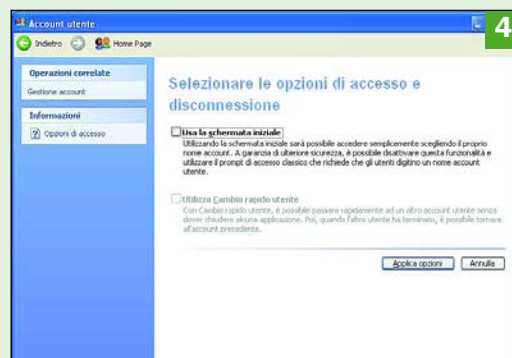 Account utente
4
Indietro
Home Page
Operazioni correlate
Gestione account
Informazioni
Opzioni di accesso
Selezionare le opzioni di accesso e
disconnessione
Usa la schermata iniziale
Utilizzando la schermata iniziale sarà possibile accedere semplicemente scegliendo il proprio
nome account. A garanzia di ulteriore sicurezza, è possibile disattivare questa funzionalità e
utilizzare il prompt di accesso classico che richiede che gli utenti digitino un nome account
utente.
Utilizza Cambio rapido utente
Con Cambio rapido utente, è possibile passare rapidamente ad un altro account utente senza
dover chiudere alcuna applicazione. Poi, quando l'altro utente ha terminato, è possibile tornare
all'account precedente.
Applica opzioni
Annulla